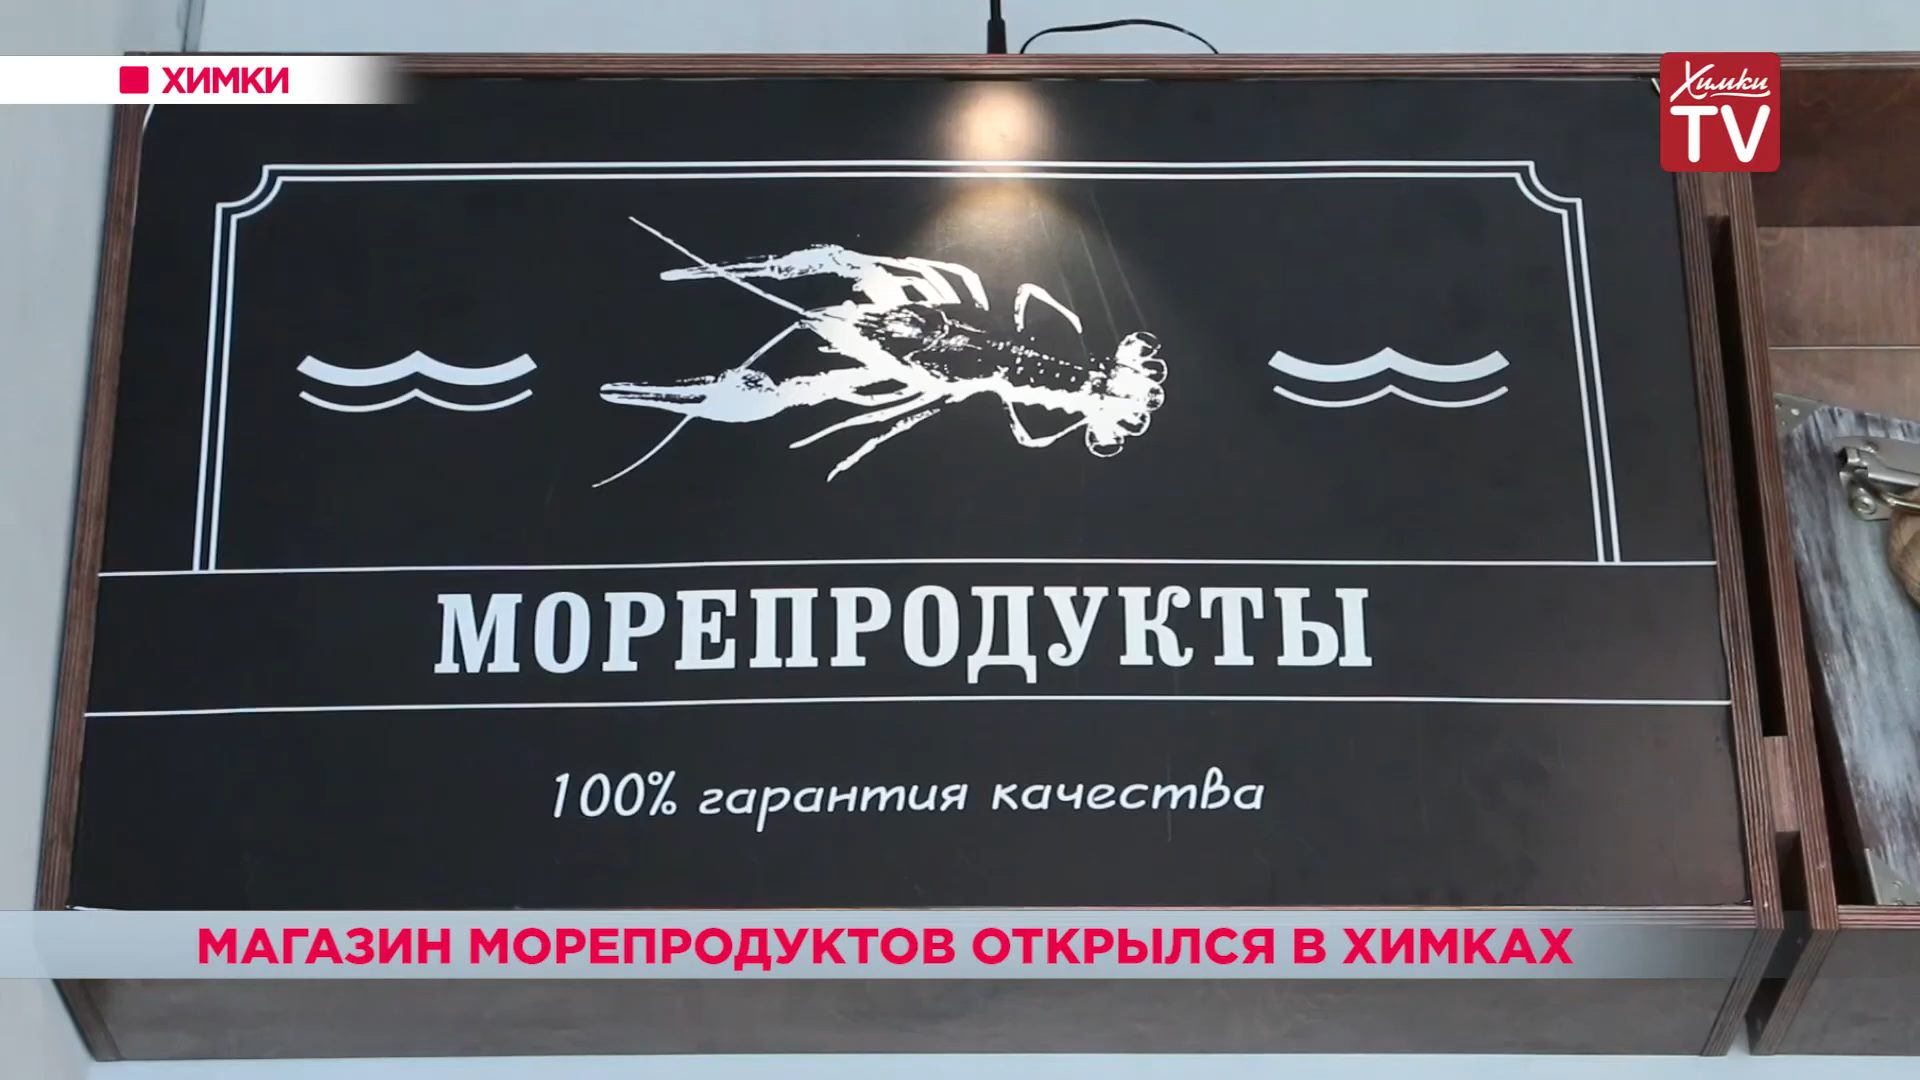 ХИМКИ
Химки
TV
МОРЕПРОДУКТЫ
100% гарантия качества
МАГАЗИН МОРЕПРОДУКТОВ ОТКРЫЛСЯ В ХИМКАХ